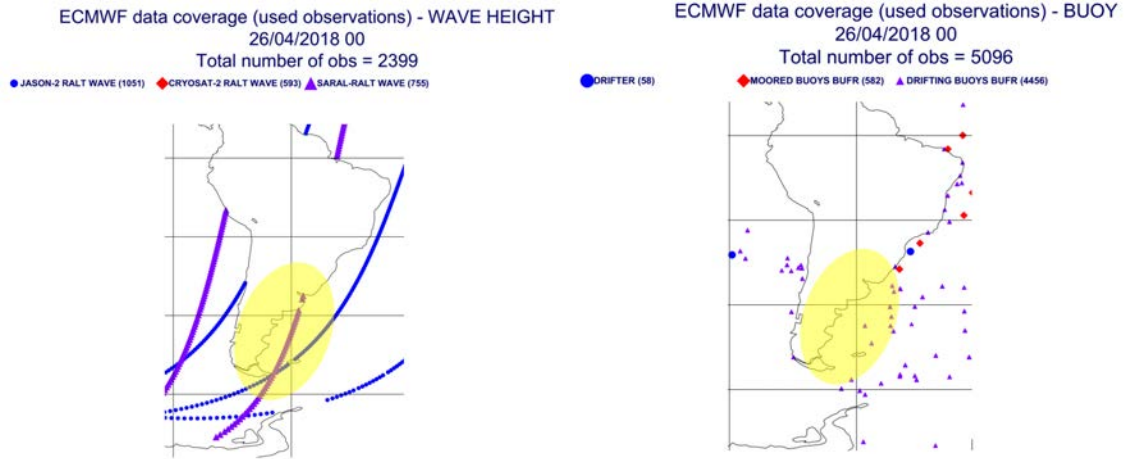 ECMWF data coverage (used observations) - WAVE HEIGHT
26/04/2018 00
Total number of obs = 2399
JASON-2 RALT WAVE (1051) CRYOSAT-2 RALT WAVE (593) SARAL-RALT WAVE (755)
ECMWF data coverage (used observations) - BUOY
26/04/2018 00
Total number of obs = 5096
DRIFTER (58) MOORED BUOYS BUFR (582) DRIFTING BUOYS BUFR (4456)